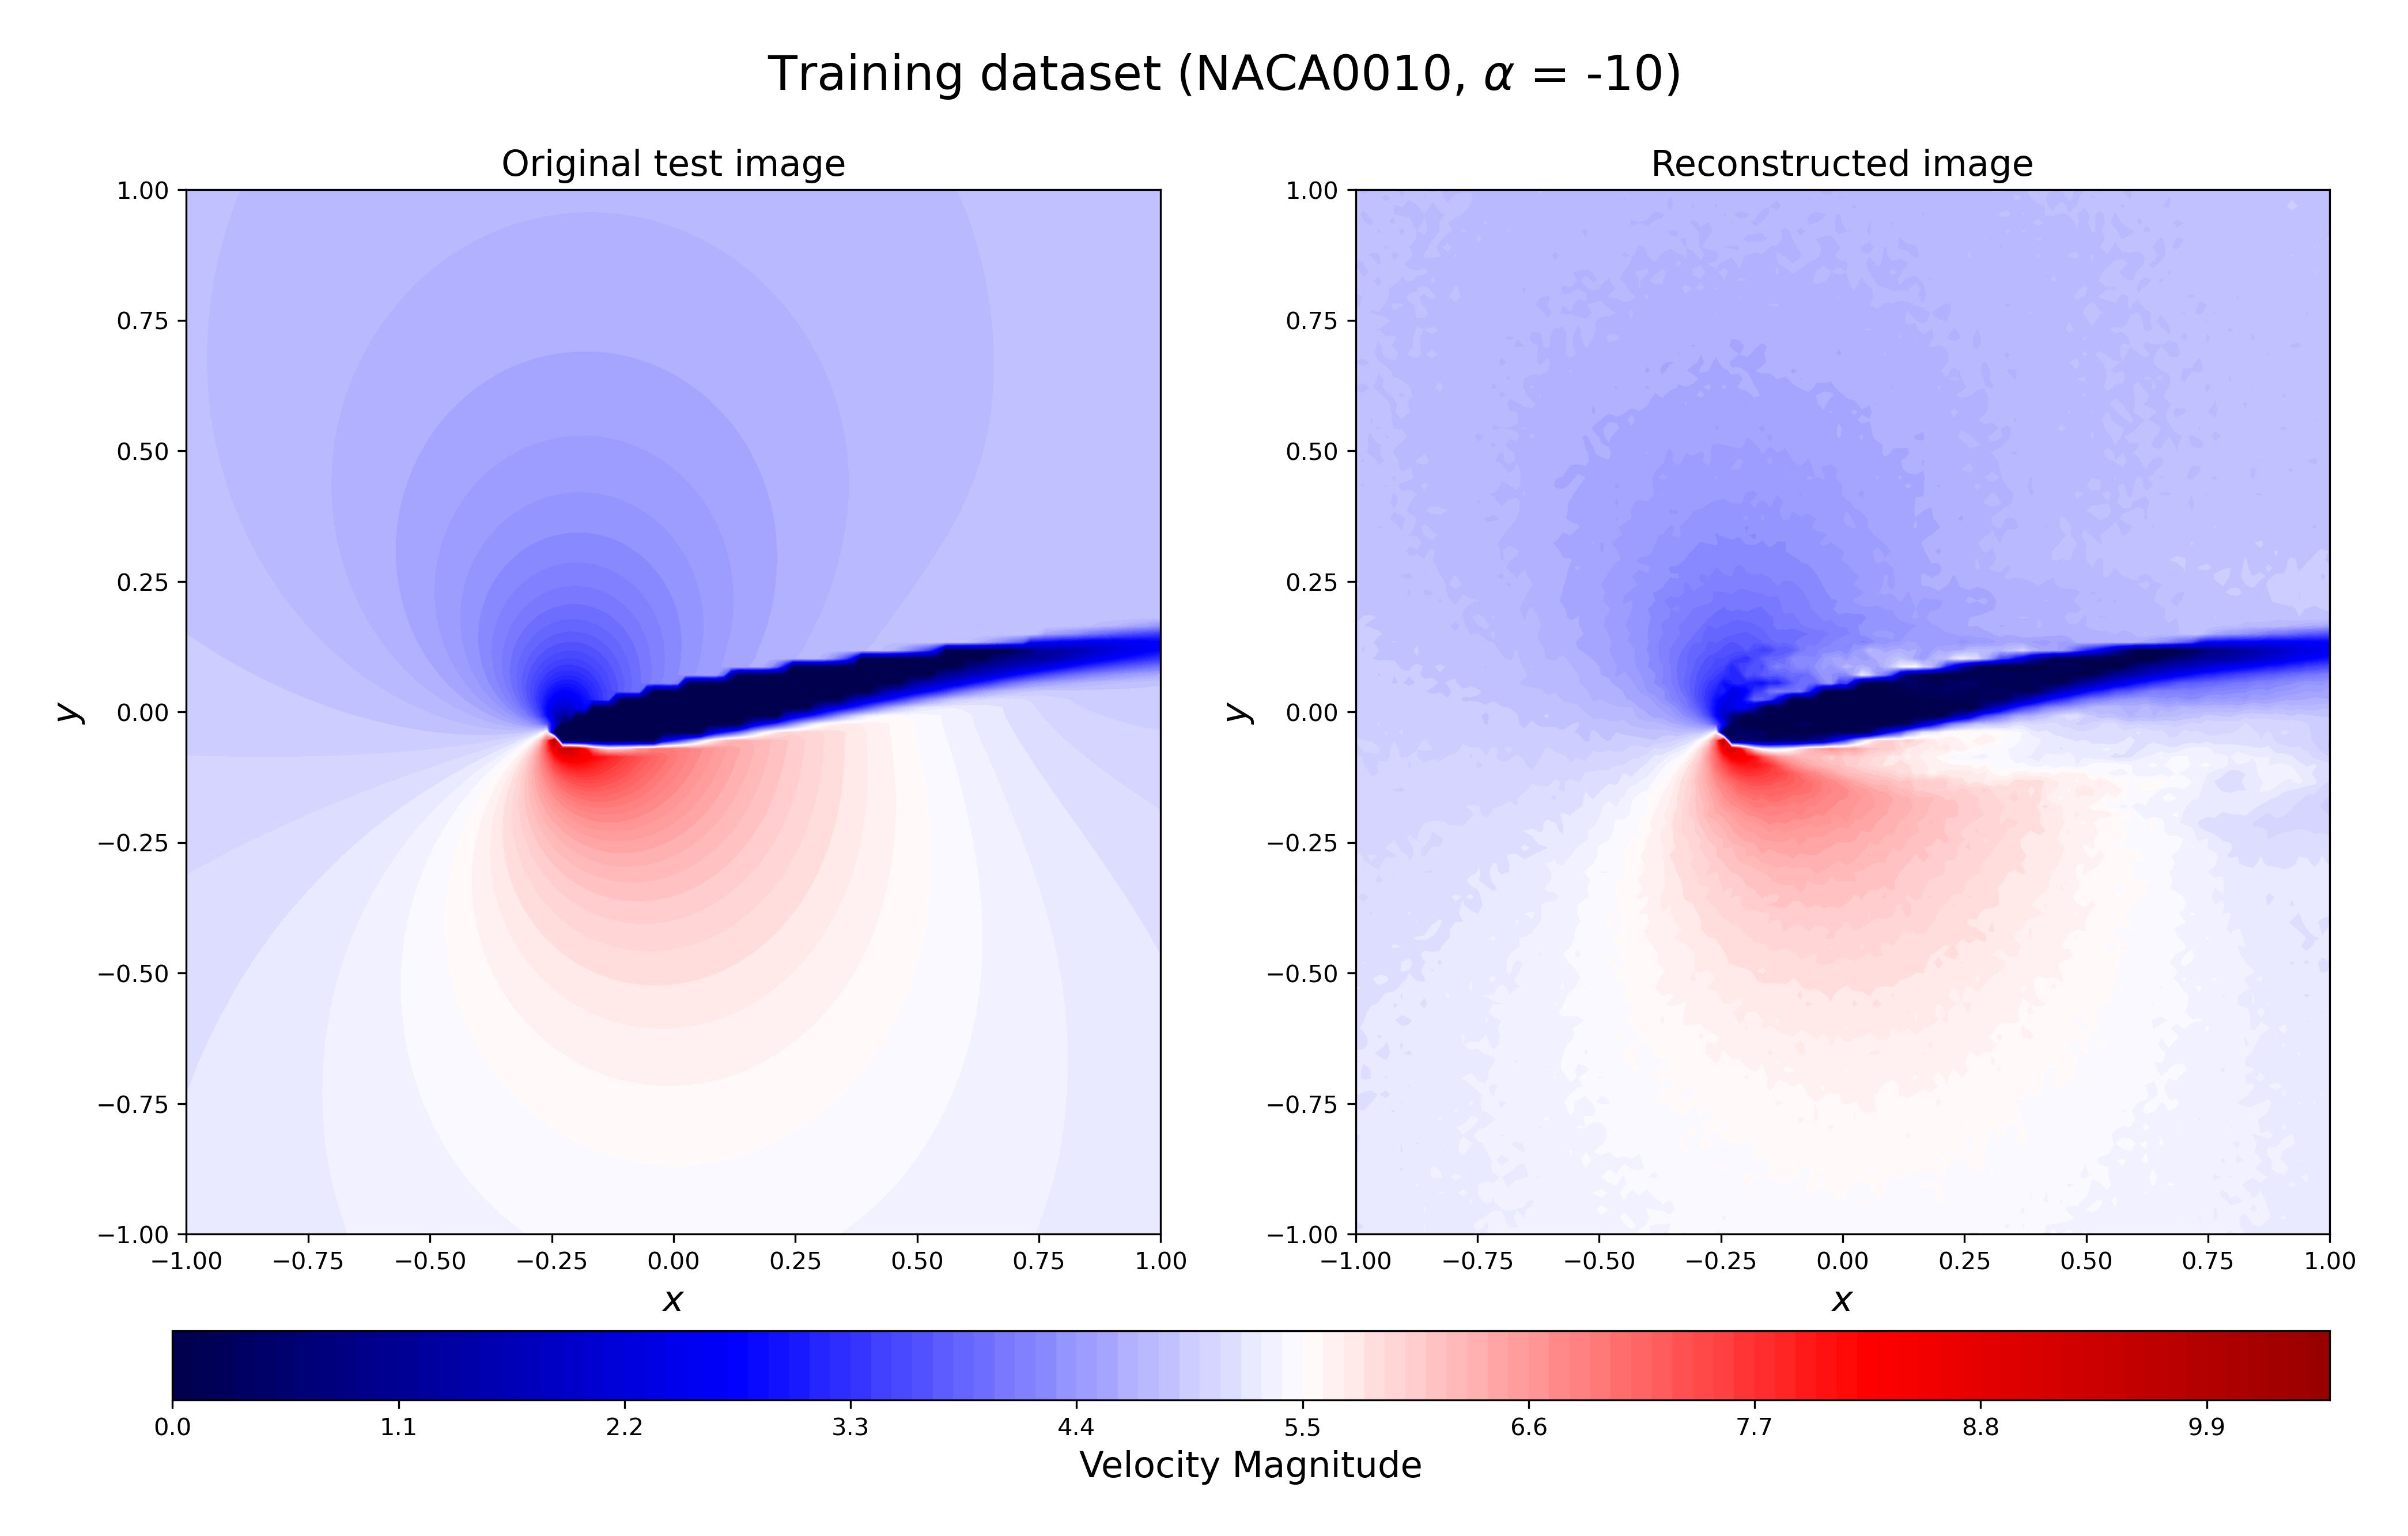 Training dataset (NACA0010, α = -10)
Original test image
Reconstructed image
1.00
0.75
0.50
0.25
0.00
−0.25
−0.50
−0.75
−1.00
y
−1.00 −0.75 −0.50 −0.25 0.00 0.25 0.50 0.75 1.00
x
1.00
0.75
0.50
0.25
0.00
−0.25
−0.50
−0.75
−1.00
y
−1.00 −0.75 −0.50 −0.25 0.00 0.25 0.50 0.75 1.00
x
0.0 1.1 2.2 3.3 4.4 5.5 6.6 7.7 8.8 9.9
Velocity Magnitude